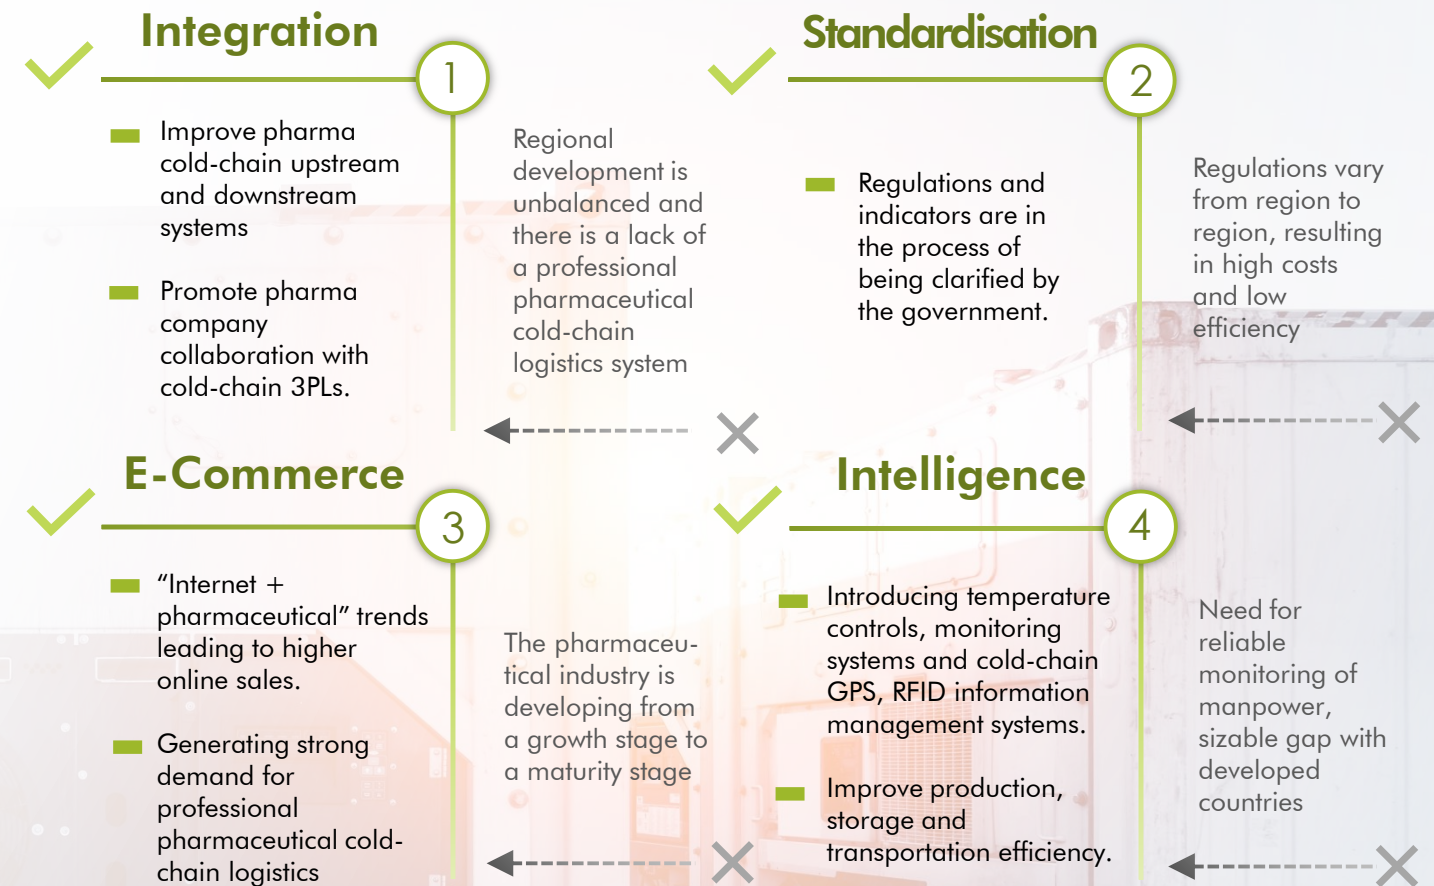 Integration
1
Improve pharma
cold-chain upstream
and downstream
systems
Promote pharma
company
collaboration with
cold-chain 3PLs.
Regional
development is
unbalanced and
there is a lack of
a professional
pharmaceutical
cold-chain
logistics system
Standardisation
2
Regulations and
indicators are in
the process of
being clarified by
the government.
Regulations vary
from region to
region, resulting
in high costs
and low
efficiency
E-Commerce
3
“Internet +
pharmaceutical” trends
leading to higher
online sales.
Generating strong
demand for
professional
pharmaceutical cold-
chain logistics
The pharmaceu-
tical industry is
developing from
a growth stage to
a maturity stage
Intelligence
4
Introducing temperature
controls, monitoring
systems and cold-chain
GPS, RFID information
management systems.
Improve production,
storage and
transportation efficiency.
Need for
reliable
monitoring of
manpower,
sizable gap with
developed
countries